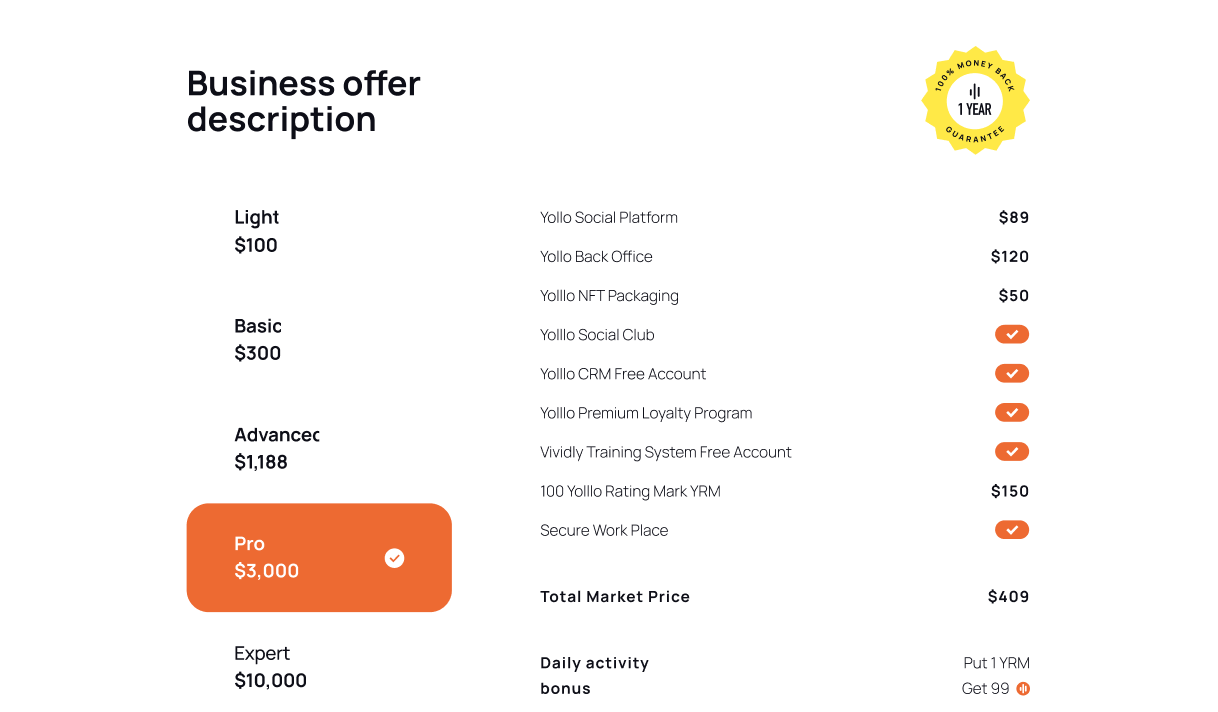 Business offer
description
100% MONEY BACK
1 YEAR
GUARANTEE
Light
$100
Basic
$300
Advanced
$1,188
Pro
$3,000
Expert
$10,000
Yollo Social Platform $89
Yollo Back Office $120
Yolllo NFT Packaging $50
Yolllo Social Club
Yolllo CRM Free Account
Yolllo Premium Loyalty Program
Vividly Training System Free Account
100 Yolllo Rating Mark YRM $150
Secure Work Place
Total Market Price $409
Daily activity Put 1 YRM
bonus Get 99